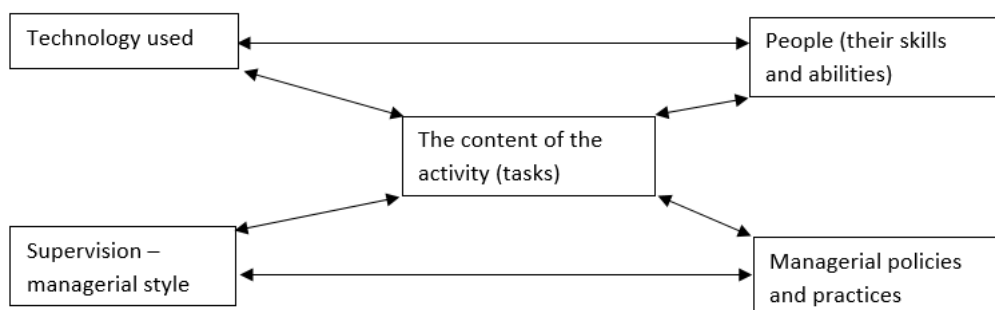 Technology used
People (their skills
and abilities)
The content of the
activity (tasks)
Supervision –
managerial style
Managerial policies
and practices